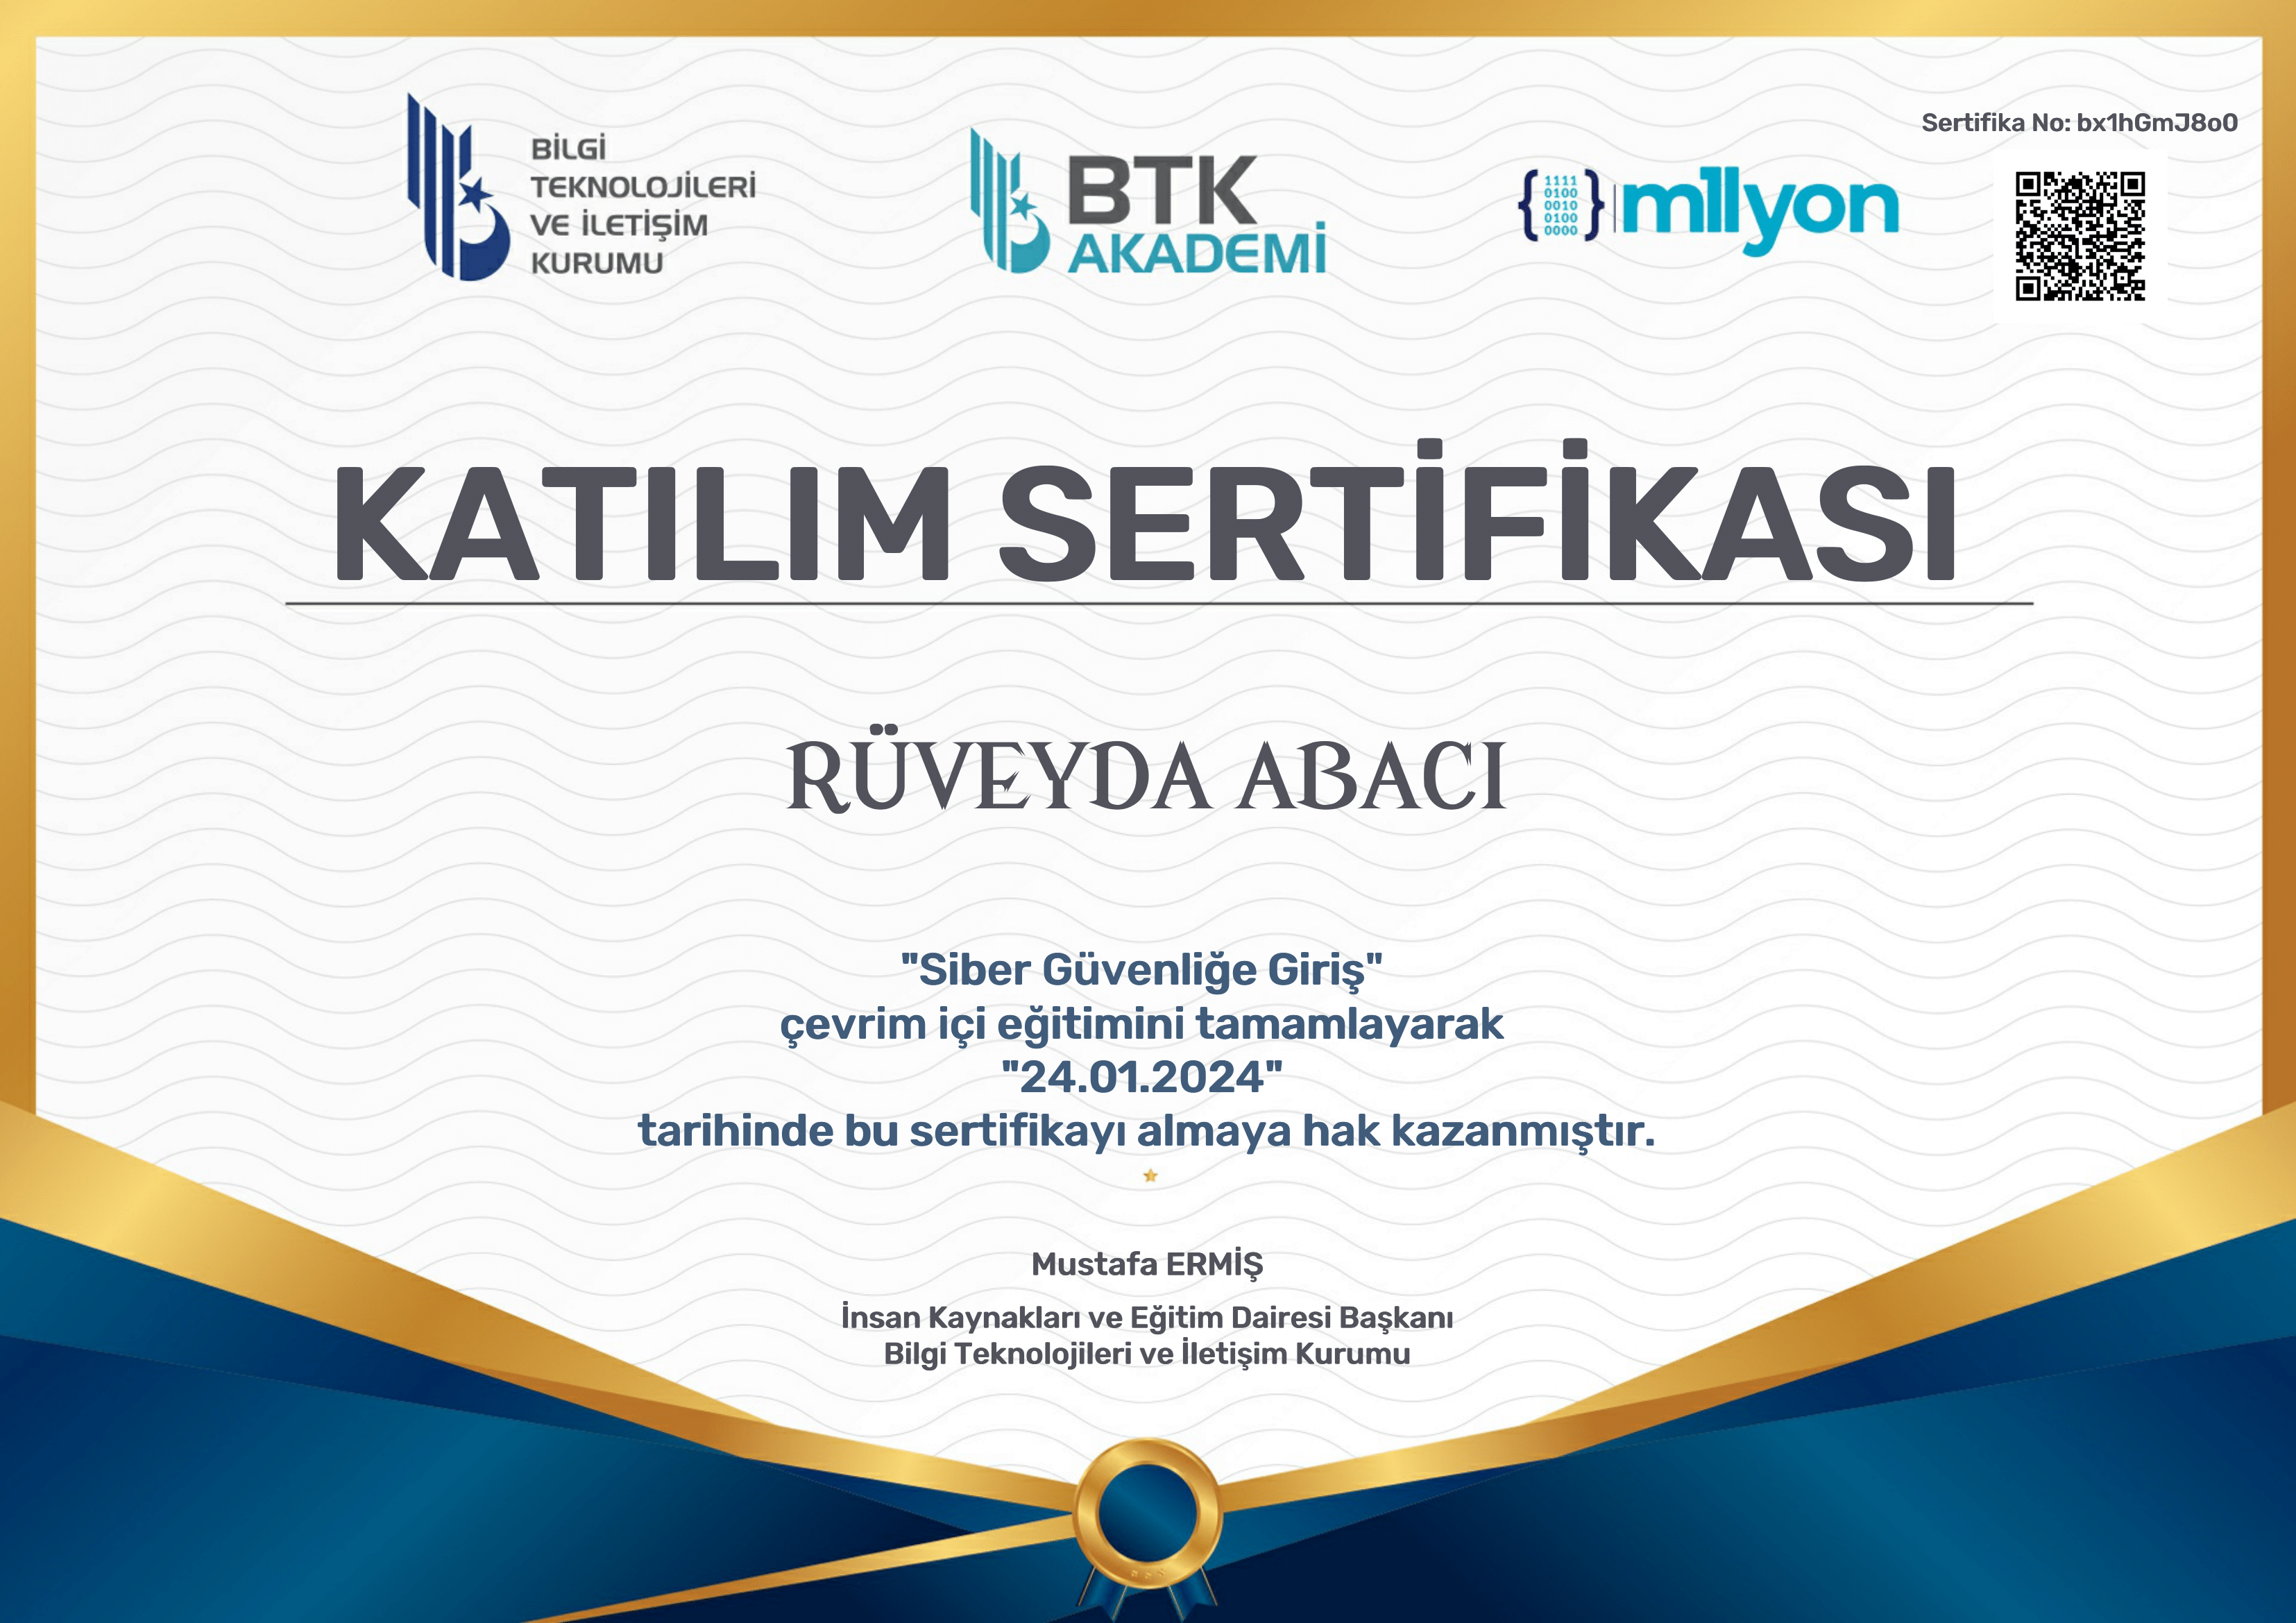 BİLGİ
TEKNOLOJİLERİ
VE İLETİŞİM
KURUMU
BTK
AKADEMİ
1111
0100
0010
0100
0000
m1lyon
Sertifika No: bx1hGmJ8o0
KATILIM SERTİFİKASI
RÜVEYDA ABACI
"Siber Güvenliğe Giriş"
çevrim içi eğitimini tamamlayarak
"24.01.2024"
tarihinde bu sertifikayı almaya hak kazanmıştır.
Mustafa ERMİŞ
İnsan Kaynakları ve Eğitim Dairesi Başkanı
Bilgi Teknolojileri ve İletişim Kurumu